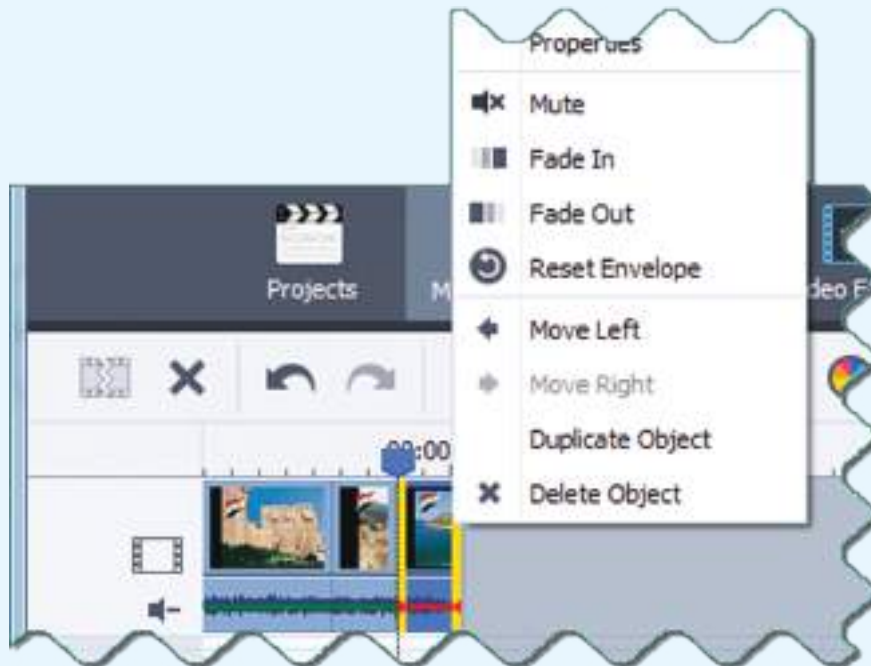 Properties
Mute
Fade In
Fade Out
Reset Envelope
Projects
Move Left
Move Right
Duplicate Object
Delete Object